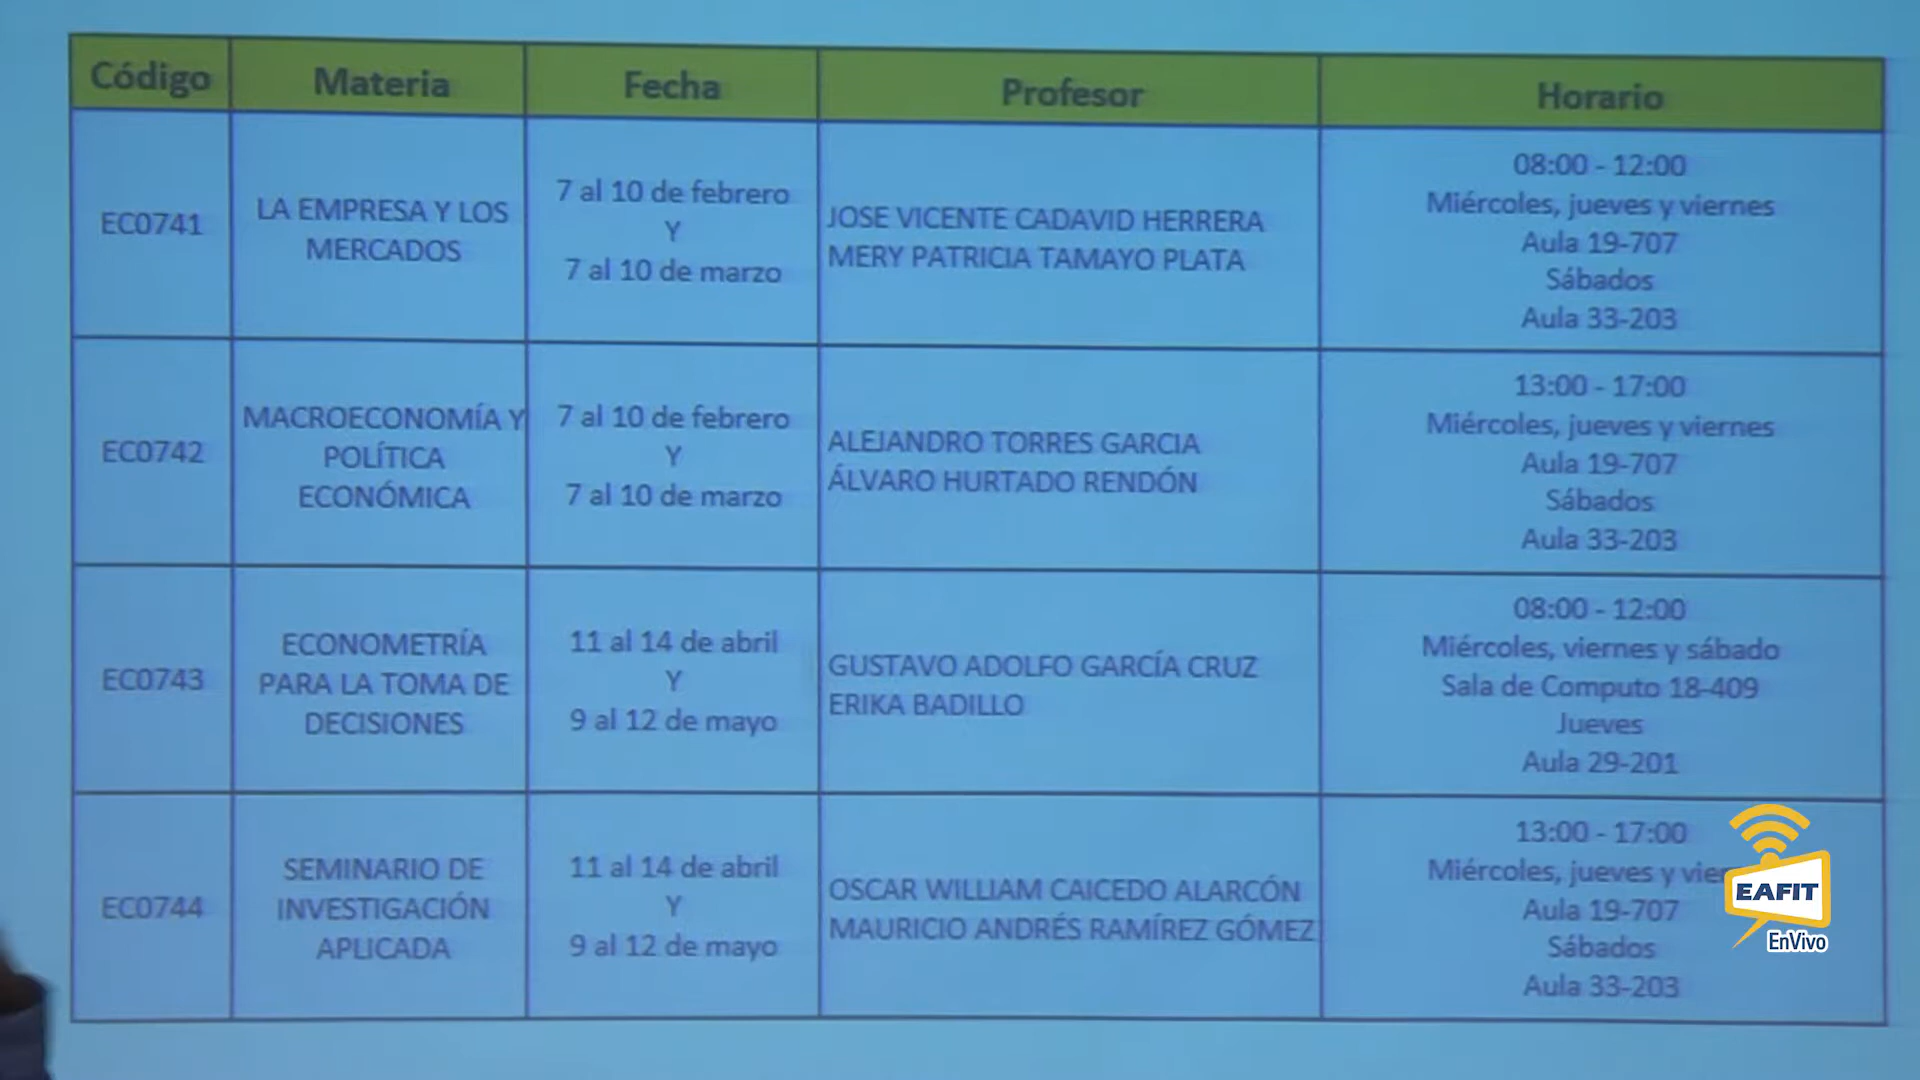 Código Materia Fecha Profesor Horario
EC0741
LA EMPRESA Y LOS
MERCADOS
7 al 10 de febrero
Y
7 al 10 de marzo
JOSE VICENTE CADAVID HERRERA
MERY PATRICIA TAMAYO PLATA
08:00 - 12:00
Miércoles, jueves y viernes
Aula 19-707
Sábados
Aula 33-203
EC0742
MACROECONOMÍA Y
POLÍTICA
ECONÓMICA
7 al 10 de febrero
Y
7 al 10 de marzo
ALEJANDRO TORRES GARCIA
ÁLVARO HURTADO RENDÓN
13:00 - 17:00
Miércoles, jueves y viernes
Aula 19-707
Sábados
Aula 33-203
EC0743
ECONOMETRÍA
PARA LA TOMA DE
DECISIONES
11 al 14 de abril
Y
9 al 12 de mayo
GUSTAVO ADOLFO GARCÍA CRUZ
ERIKA BADILLO
08:00 - 12:00
Miércoles, viernes y sábado
Sala de Computo 18-409
Jueves
Aula 29-201
EC0744
SEMINARIO DE
INVESTIGACIÓN
APLICADA
11 al 14 de abril
Y
9 al 12 de mayo
OSCAR WILLIAM CAICEDO ALARCÓN
MAURICIO ANDRÉS RAMÍREZ GÓMEZ
13:00 - 17:00
Miércoles, jueves y
Aula 19-707
Sábados
Aula 33-203
EAFIT
EnVivo